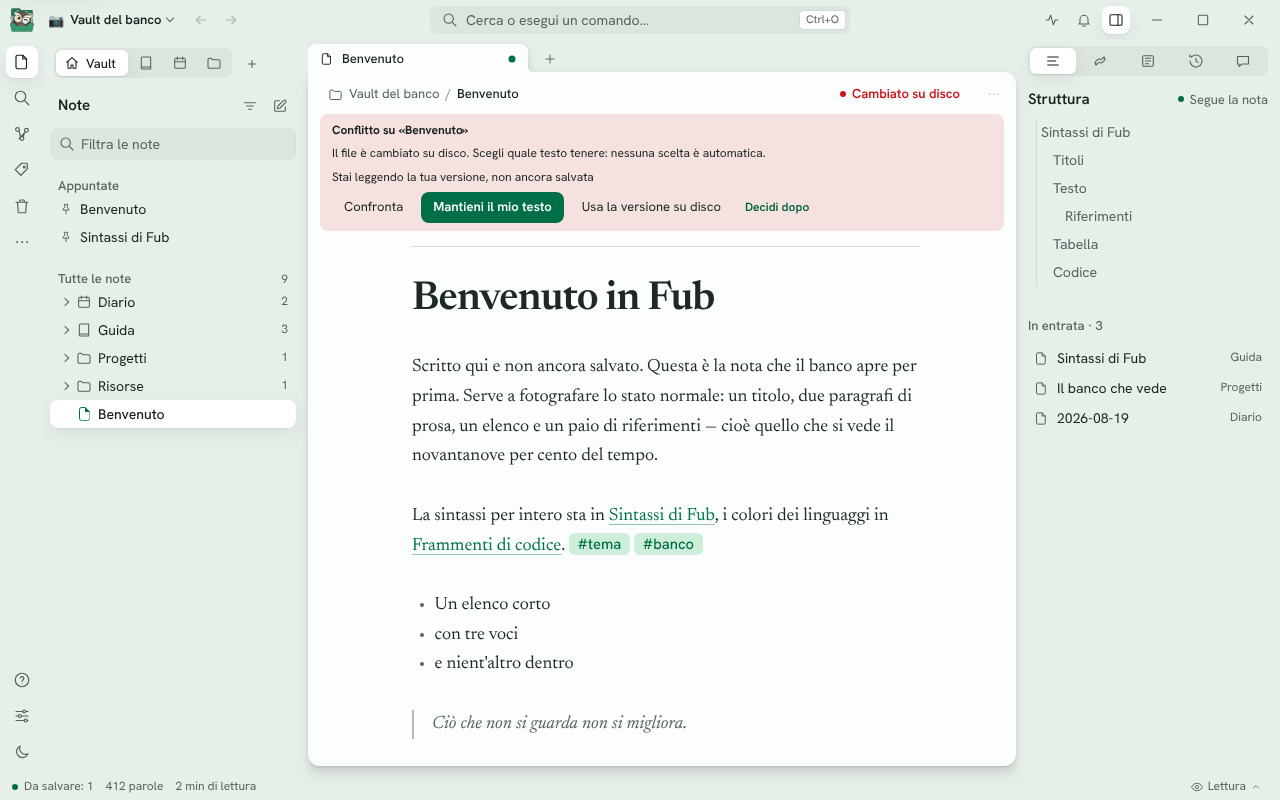 Vault del banco
Cerca o esegui un comando…
Ctrl+O
Vault
Note
Filtra le note
Appuntate
Benvenuto
Sintassi di Fub
Tutte le note 9
Diario 2
Guida 3
Progetti 1
Risorse 1
Benvenuto
Benvenuto
Vault del banco / Benvenuto
Cambiato su disco
Conflitto su «Benvenuto»
Il file è cambiato su disco. Scegli quale testo tenere: nessuna scelta è automatica.
Stai leggendo la tua versione, non ancora salvata
Confronta
Mantieni il mio testo
Usa la versione su disco
Decidi dopo
Benvenuto in Fub
Scritto qui e non ancora salvato. Questa è la nota che il banco apre per
prima. Serve a fotografare lo stato normale: un titolo, due paragrafi di
prosa, un elenco e un paio di riferimenti — cioè quello che si vede il
novantanove per cento del tempo.
La sintassi per intero sta in Sintassi di Fub, i colori dei linguaggi in
Frammenti di codice. #tema #banco
• Un elenco corto
• con tre voci
• e nient'altro dentro
Ciò che non si guarda non si migliora.
Struttura
Segue la nota
Sintassi di Fub
Titoli
Testo
Riferimenti
Tabella
Codice
In entrata · 3
Sintassi di Fub Guida
Il banco che vede Progetti
2026-08-19 Diario
Da salvare: 1
412 parole
2 min di lettura
Lettura